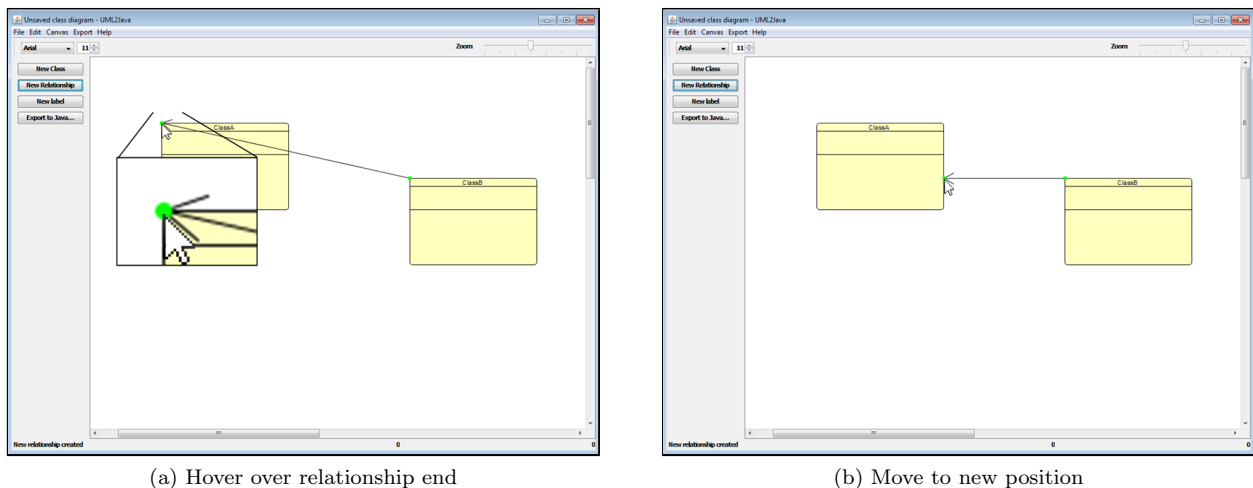 Unsaved class diagram - UML2Java
File Edit Canvas Export Help
Arial 11 Zoom
New Class
New Relationship
New label
Export to Java...
ClassA
ClassB
New relationship created 0 0
(a) Hover over relationship end
Unsaved class diagram - UML2Java
File Edit Canvas Export Help
Arial 11 Zoom
New Class
New Relationship
New label
Export to Java...
ClassA
ClassB
New relationship created 0 0
(b) Move to new position